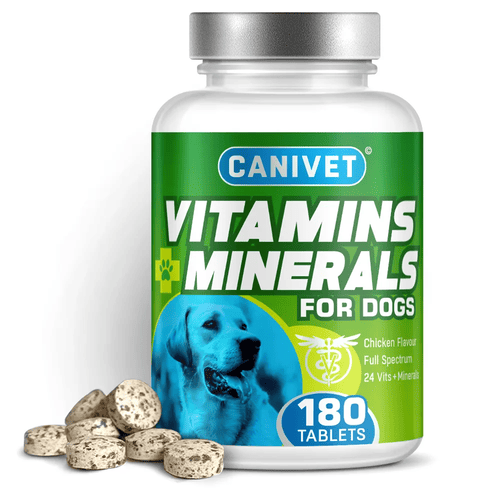 CANIVET ©
VITAMINS
+ MINERALS
FOR DOGS
Chicken Flavour
Full Spectrum
24 Vits + Minerals
180
TABLETS